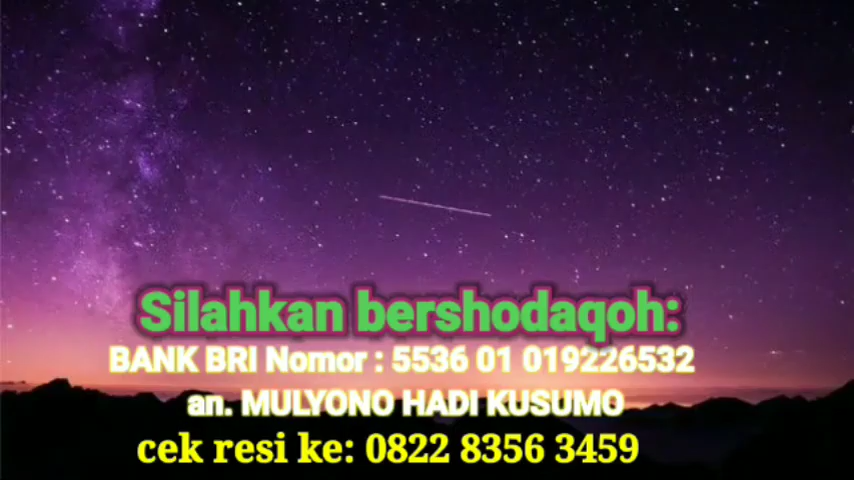 Silahkan bershodaqoh:
BANK BRI Nomor : 5536 01 019226532
an. MULYONO HADI KUSUMO
cek resi ke: 0822 8356 3459